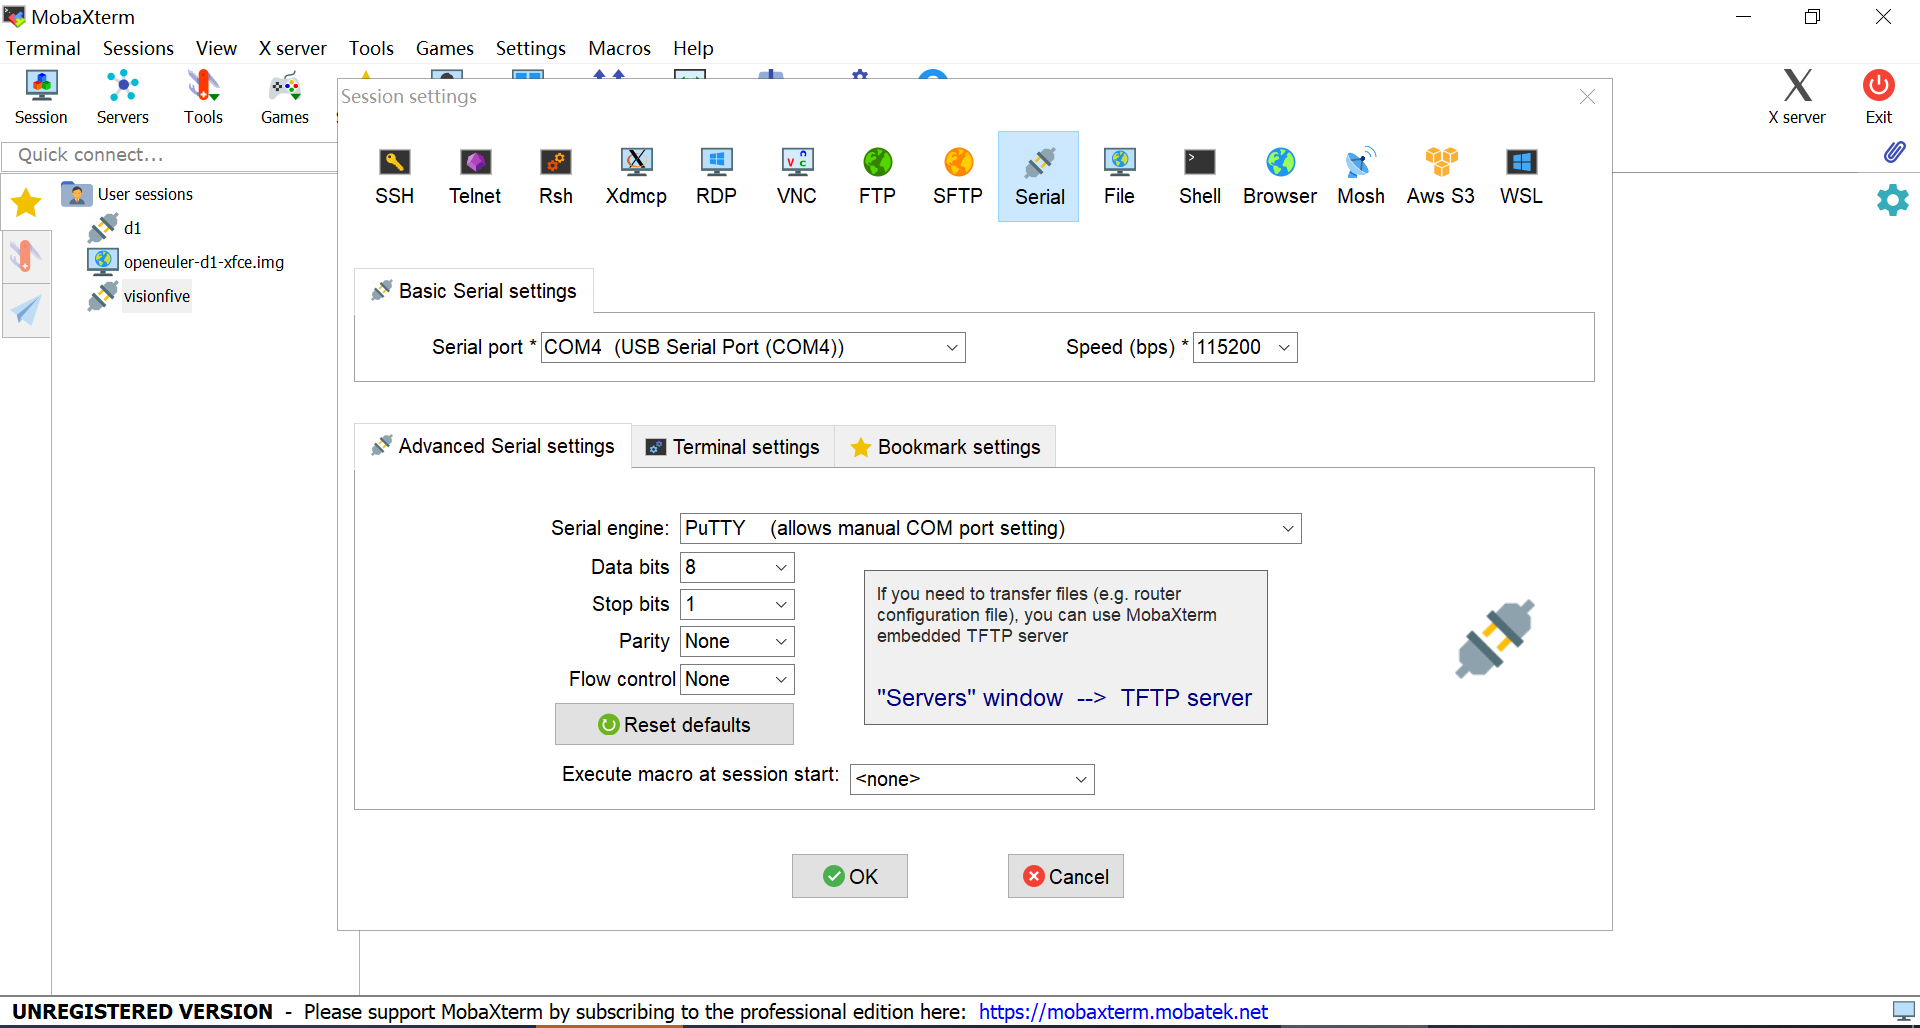 MobaXterm
Terminal Sessions View X server Tools Games Settings Macros Help
Session Servers Tools Games X server Exit
Session settings
Quick connect...
SSH Telnet Rsh Xdmcp RDP VNC FTP SFTP Serial File Shell Browser Mosh Aws S3 WSL
User sessions
d1
openeuler-d1-xfce.img
visionfive
Basic Serial settings
Serial port * COM4 (USB Serial Port (COM4)) Speed (bps) * 115200
Advanced Serial settings Terminal settings Bookmark settings
Serial engine: PuTTY (allows manual COM port setting)
Data bits 8
Stop bits 1
Parity None
Flow control None
Reset defaults
If you need to transfer files (e.g. router
configuration file), you can use MobaXterm
embedded TFTP server
"Servers" window --> TFTP server
Execute macro at session start: <none>
OK Cancel
UNREGISTERED VERSION - Please support MobaXterm by subscribing to the professional edition here: https://mobaxterm.mobatek.net